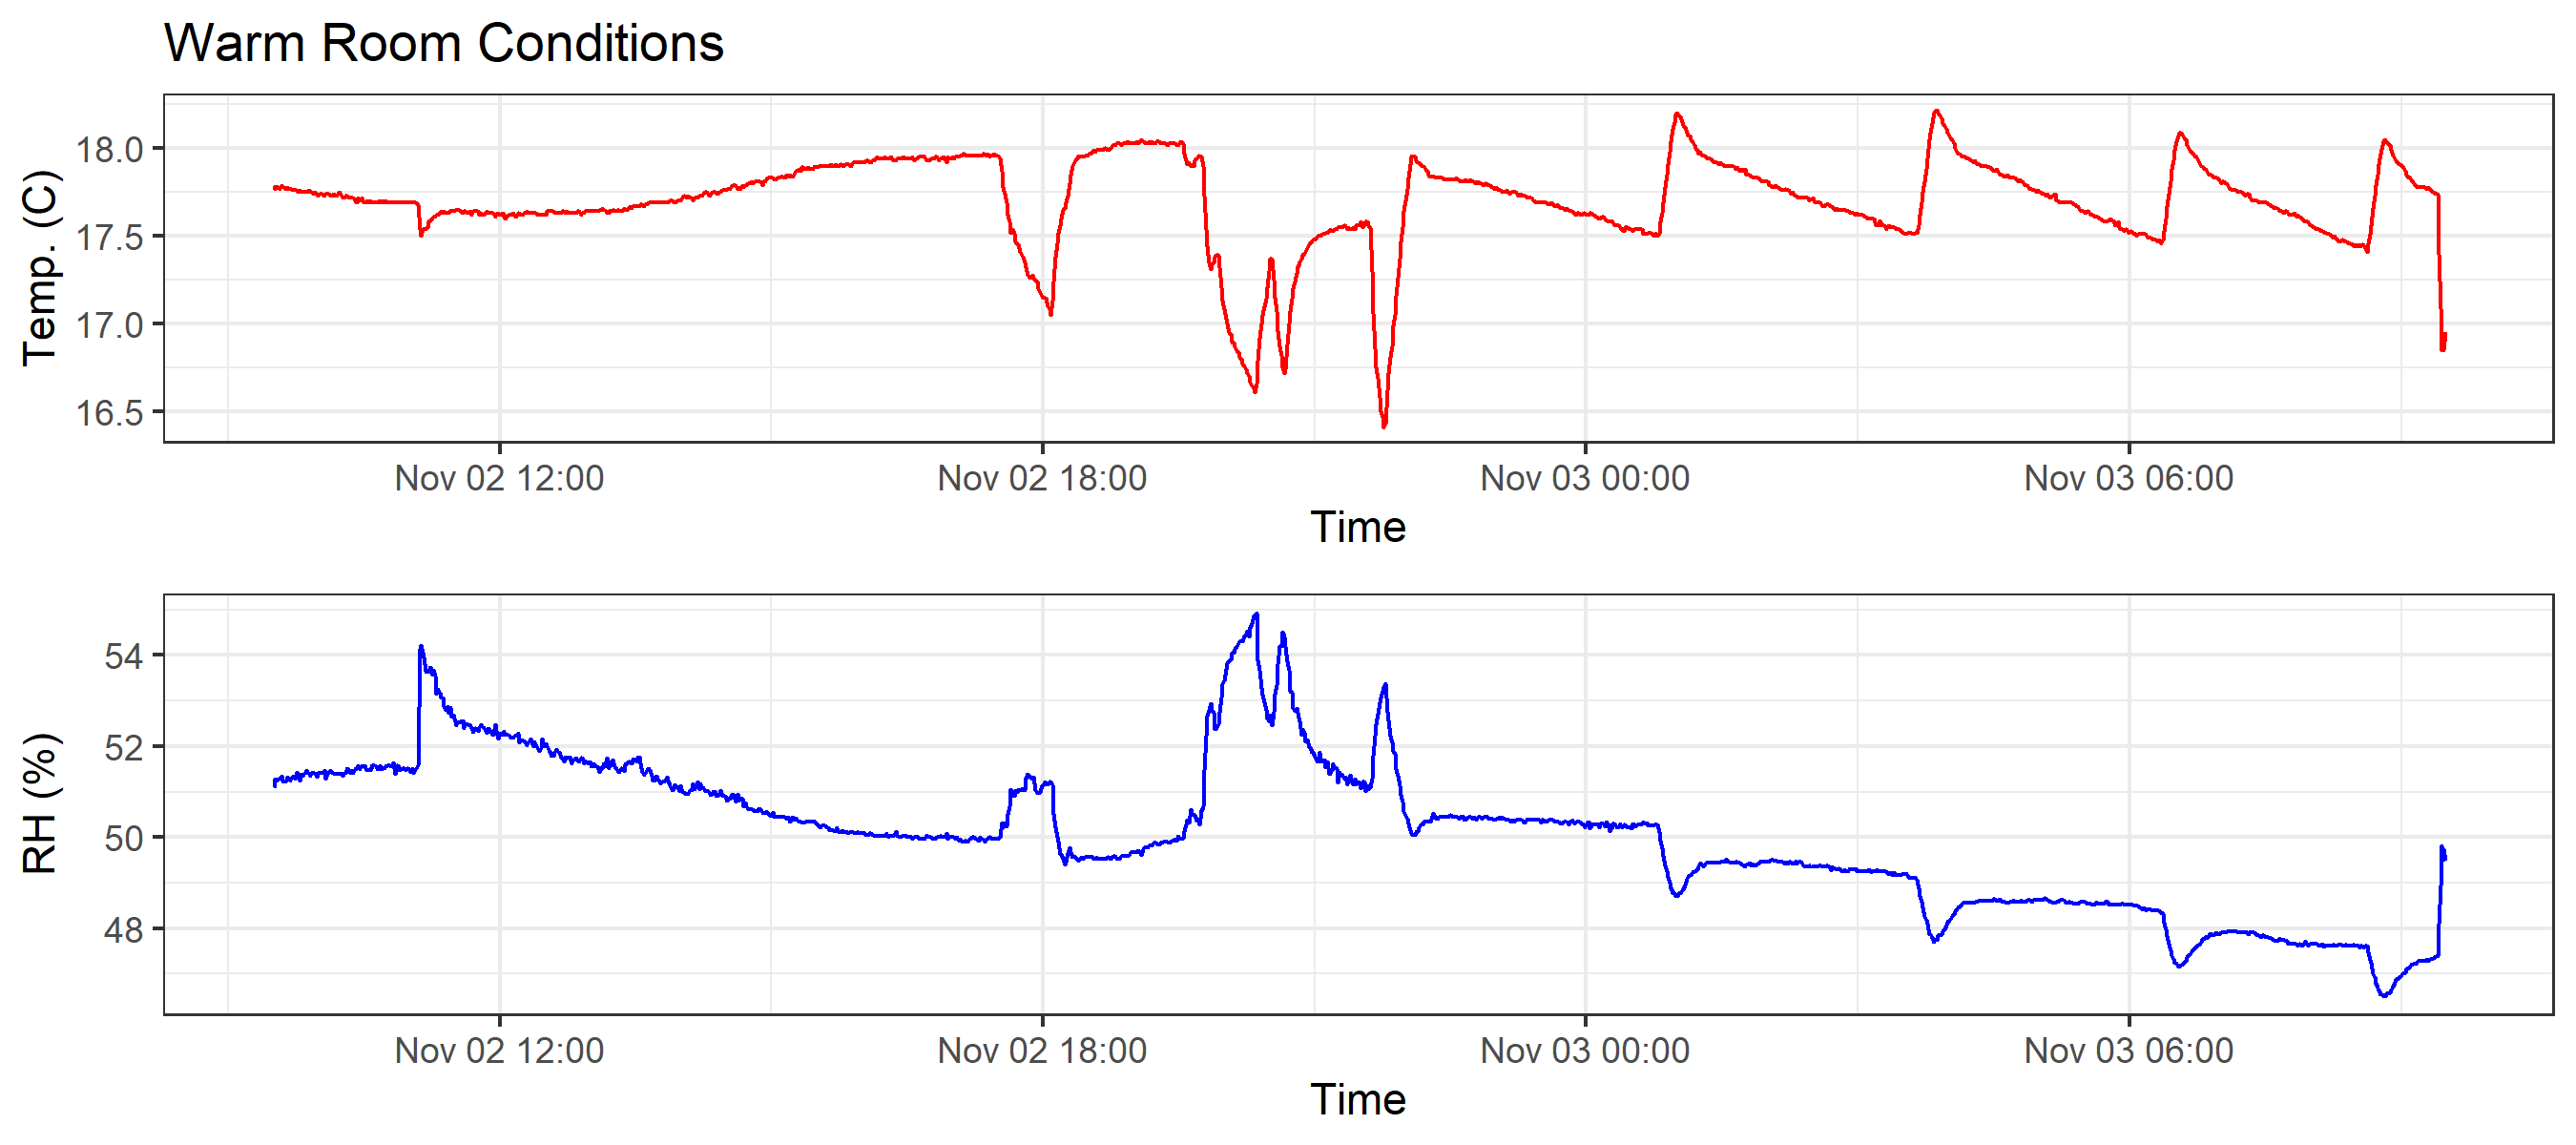 Warm Room Conditions
Temp. (C)
18.0
17.5
17.0
16.5
Nov 02 12:00 Nov 02 18:00 Nov 03 00:00 Nov 03 06:00
Time
RH (%)
54
52
50
48
Nov 02 12:00 Nov 02 18:00 Nov 03 00:00 Nov 03 06:00
Time